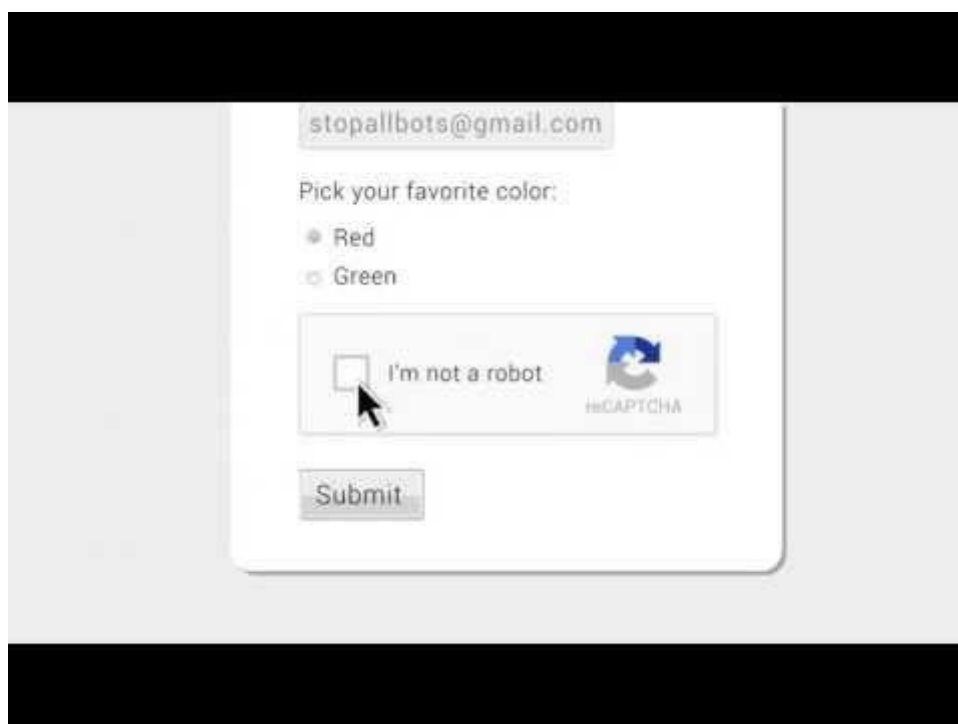 stopallbots@gmail.com
Pick your favorite color:
Red
Green
I'm not a robot
reCAPTCHA
Submit